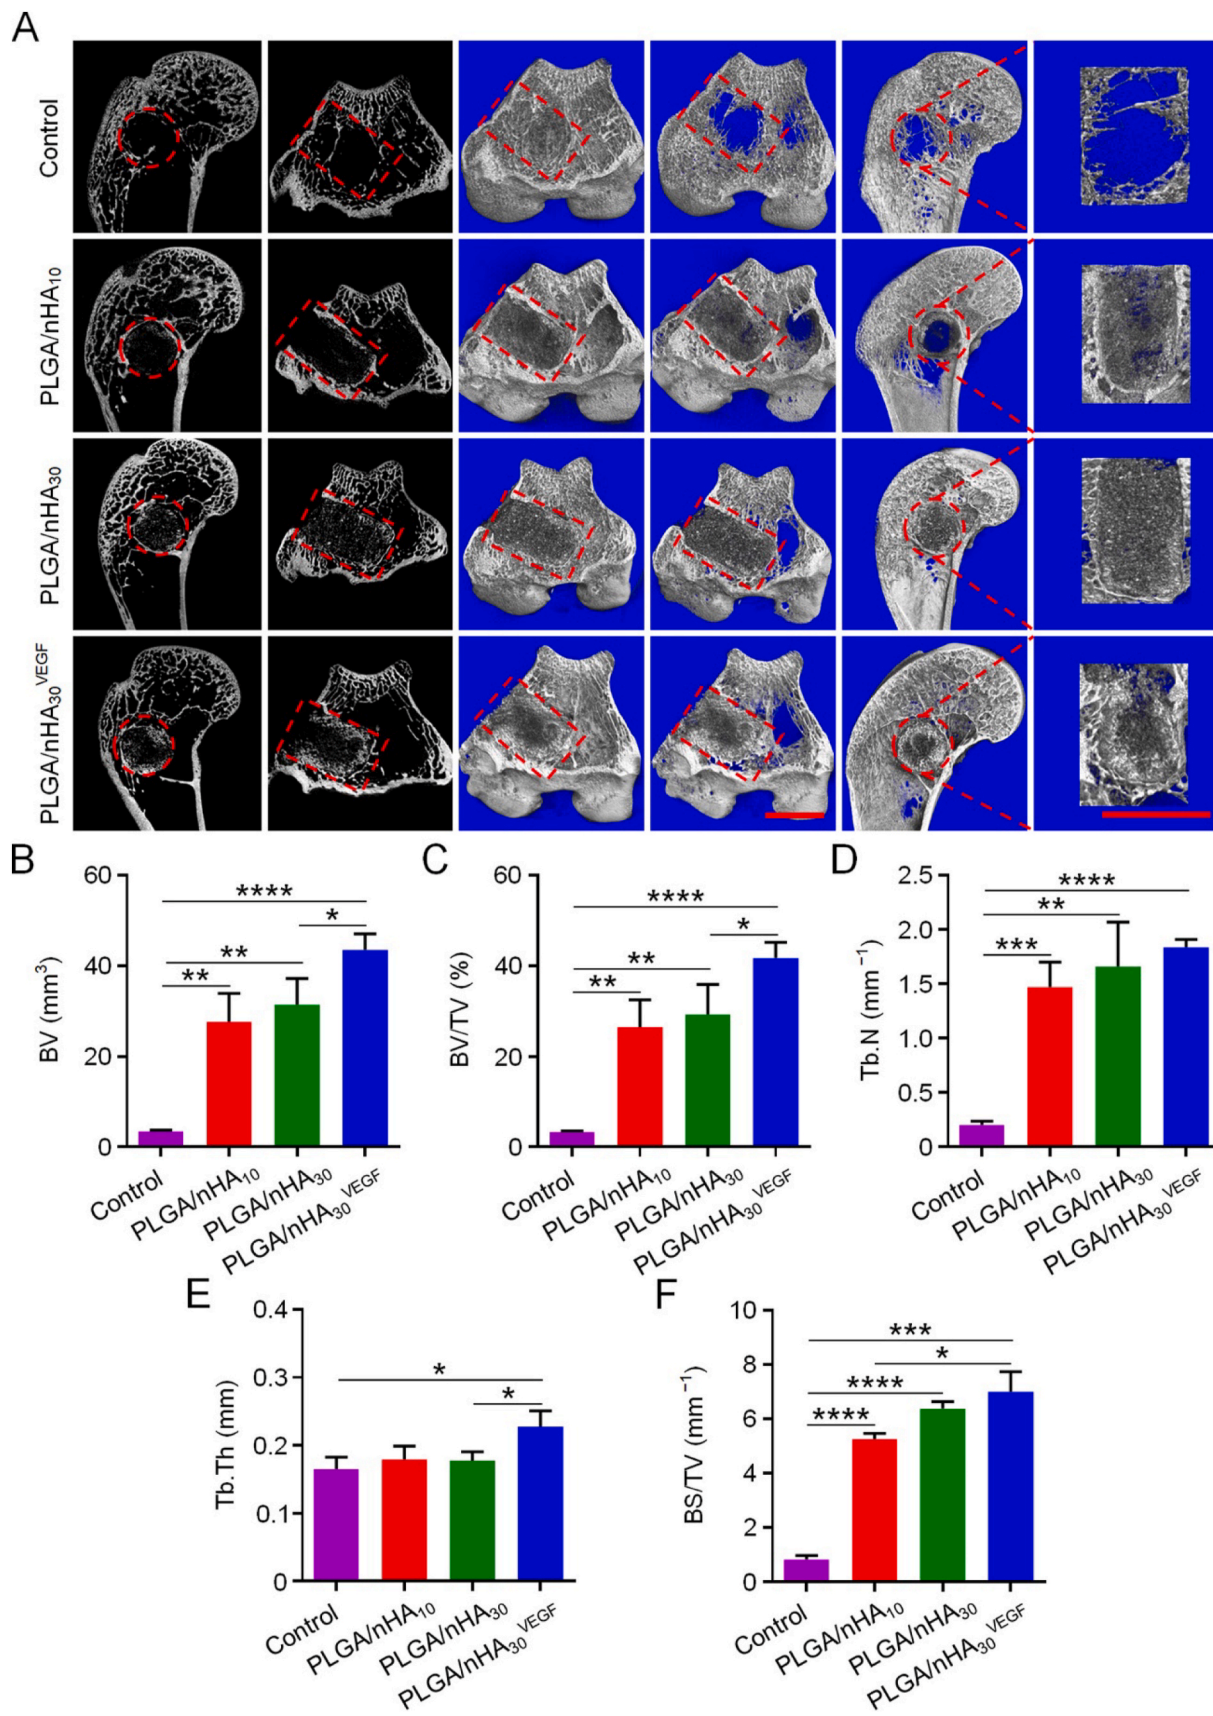 A
Control
PLGA/nHA₁₀
PLGA/nHA₃₀
PLGA/nHA₃₀ⱽᴱᴳᶠ
B
BV (mm³)
60
40
20
0
****
*
**
**
Control
PLGA/nHA₁₀
PLGA/nHA₃₀
PLGA/nHA₃₀ⱽᴱᴳᶠ
C
BV/TV (%)
60
40
20
0
****
*
**
**
Control
PLGA/nHA₁₀
PLGA/nHA₃₀
PLGA/nHA₃₀ⱽᴱᴳᶠ
D
Tb.N (mm⁻¹)
2.5
2.0
1.5
1.0
0.5
0
****
**
***
Control
PLGA/nHA₁₀
PLGA/nHA₃₀
PLGA/nHA₃₀ⱽᴱᴳᶠ
E
Tb.Th (mm)
0.4
0.3
0.2
0.1
0
*
*
Control
PLGA/nHA₁₀
PLGA/nHA₃₀
PLGA/nHA₃₀ⱽᴱᴳᶠ
F
BS/TV (mm⁻¹)
10
8
6
4
2
0
***
*
****
****
Control
PLGA/nHA₁₀
PLGA/nHA₃₀
PLGA/nHA₃₀ⱽᴱᴳᶠ